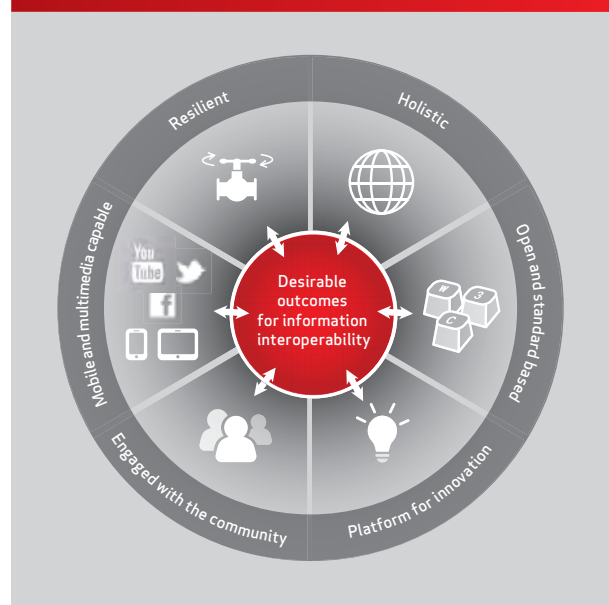 Resilient
Holistic
Mobile and multimedia capable
You
Tube
f
Open and standard based
W
3
C
Desirable
outcomes
for information
interoperability
Engaged with the community
Platform for innovation